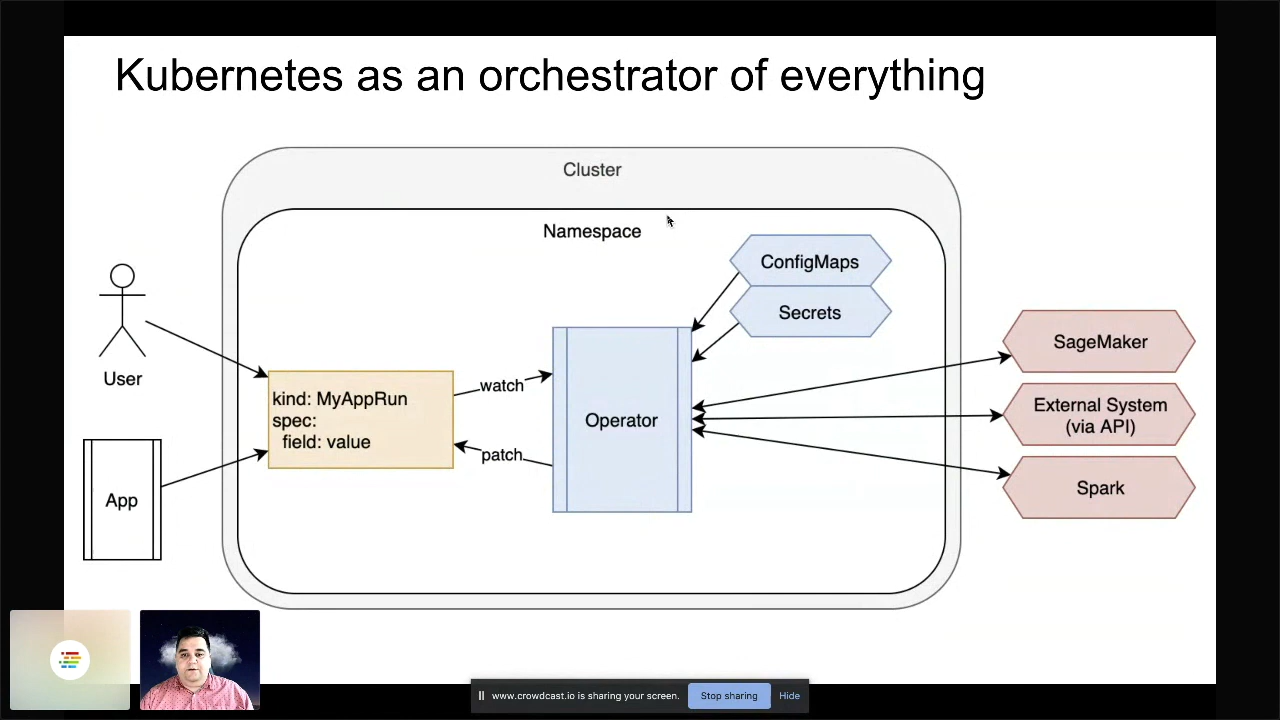 Kubernetes as an orchestrator of everything
Cluster
Namespace
ConfigMaps
Secrets
User
kind: MyAppRun
spec:
field: value
watch
patch
Operator
App
SageMaker
External System
(via API)
Spark
www.crowdcast.io is sharing your screen.
Stop sharing
Hide